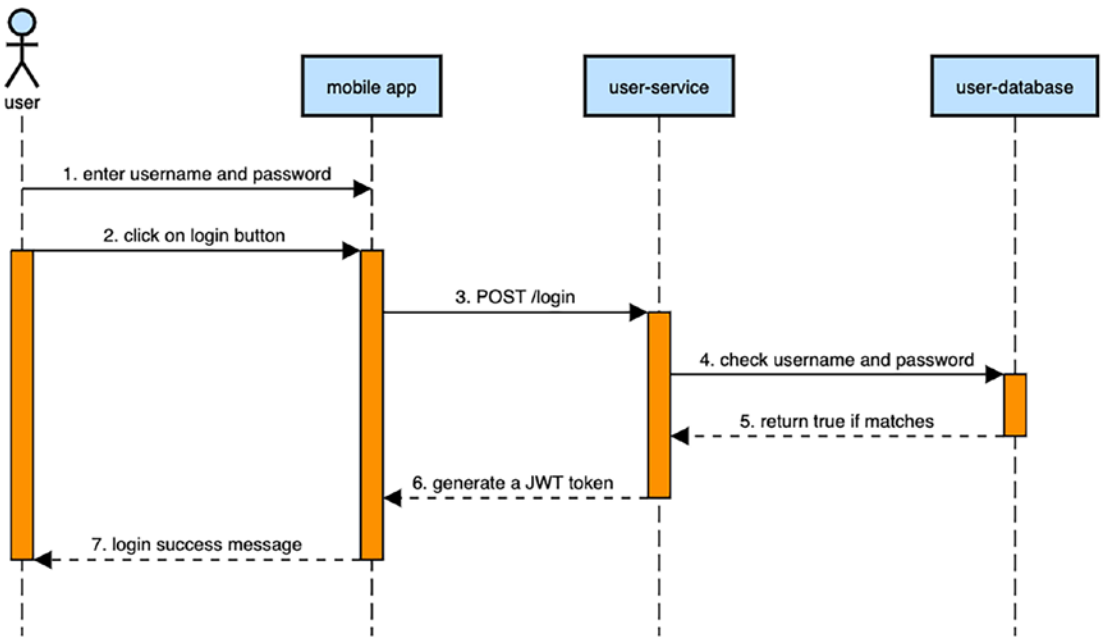 user
mobile app
user-service
user-database
1. enter username and password
2. click on login button
3. POST /login
4. check username and password
5. return true if matches
6. generate a JWT token
7. login success message